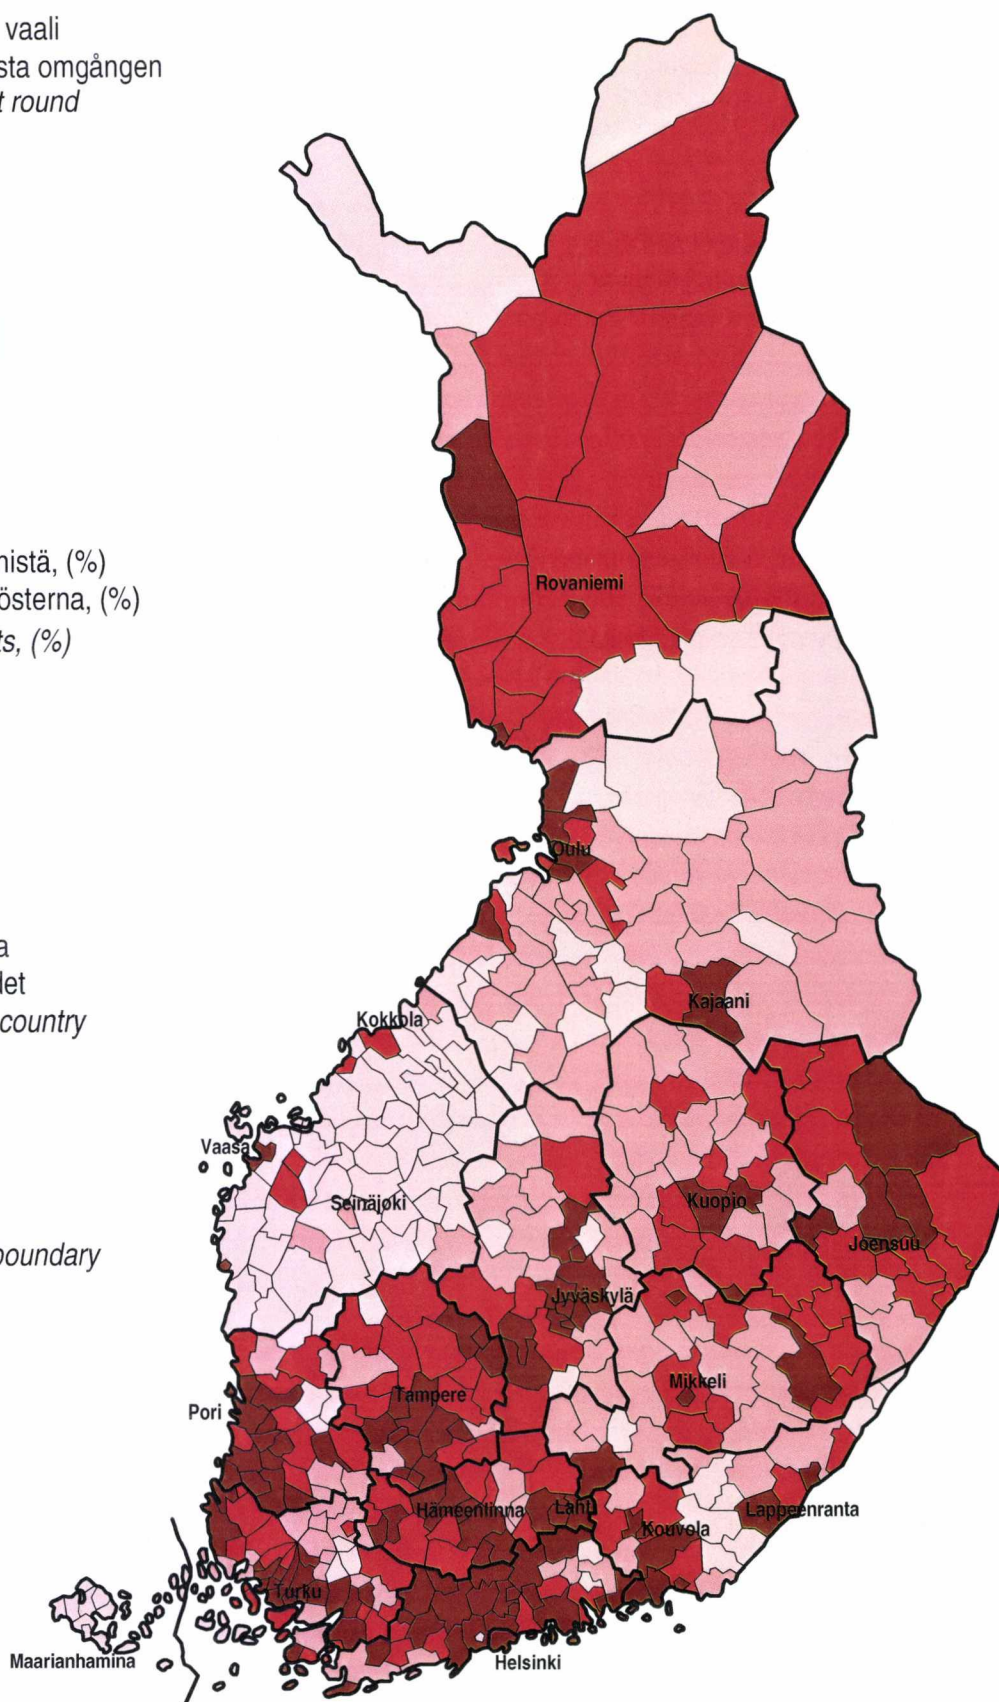 vaali
sta omgången
t round
nistä, (%)
österna, (%)
ts, (%)
a
det
country
boundary
Rovaniemi
Oulu
Kajaani
Kokkola
Vaasa
Seinäjoki
Kuopio
Joensuu
Jyväskylä
Mikkeli
Tampere
Pori
Hämeenlinna
Lahti
Lappeenranta
Kouvola
Turku
Maarianhamina
Helsinki